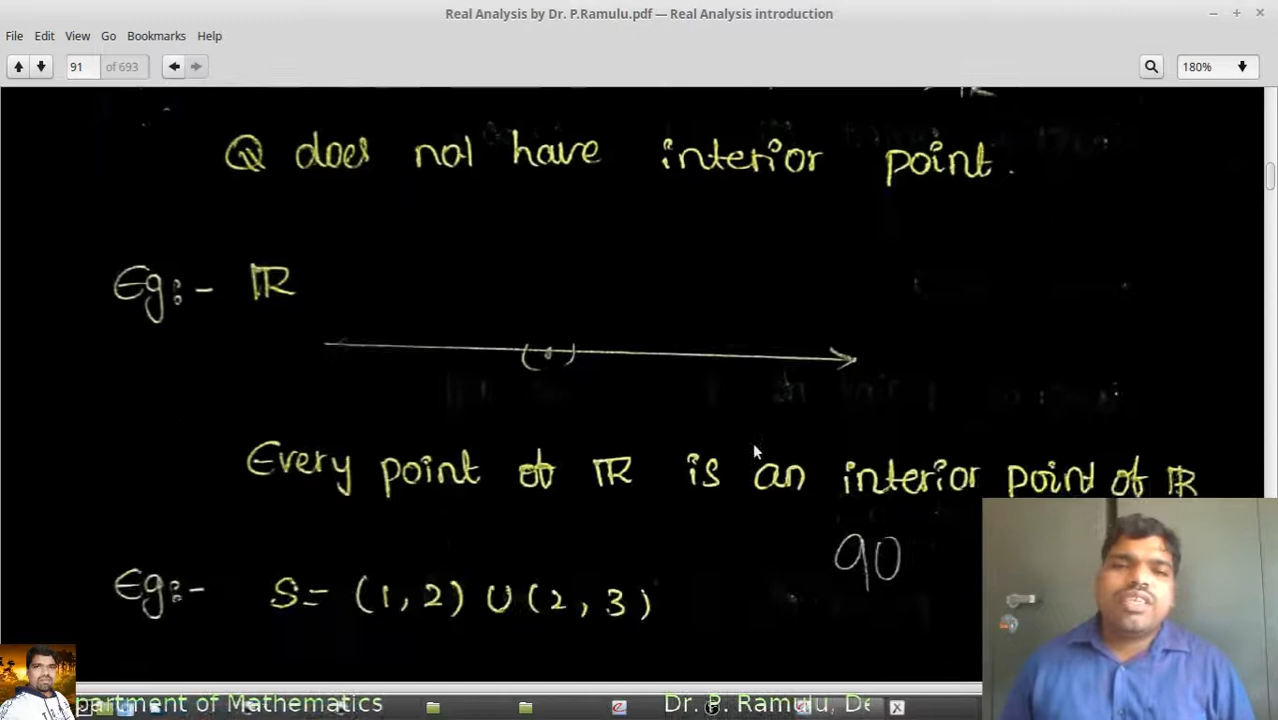 Real Analysis by Dr. P.Ramulu.pdf — Real Analysis introduction
File Edit View Go Bookmarks Help
91 of 693 180%
Q does not have interior point.
Eg:- ℝ
Every point of ℝ is an interior point of ℝ
90
Eg:- S= (1, 2) ∪ (2, 3)
partment of Mathematics Dr. B. Ramulu, De